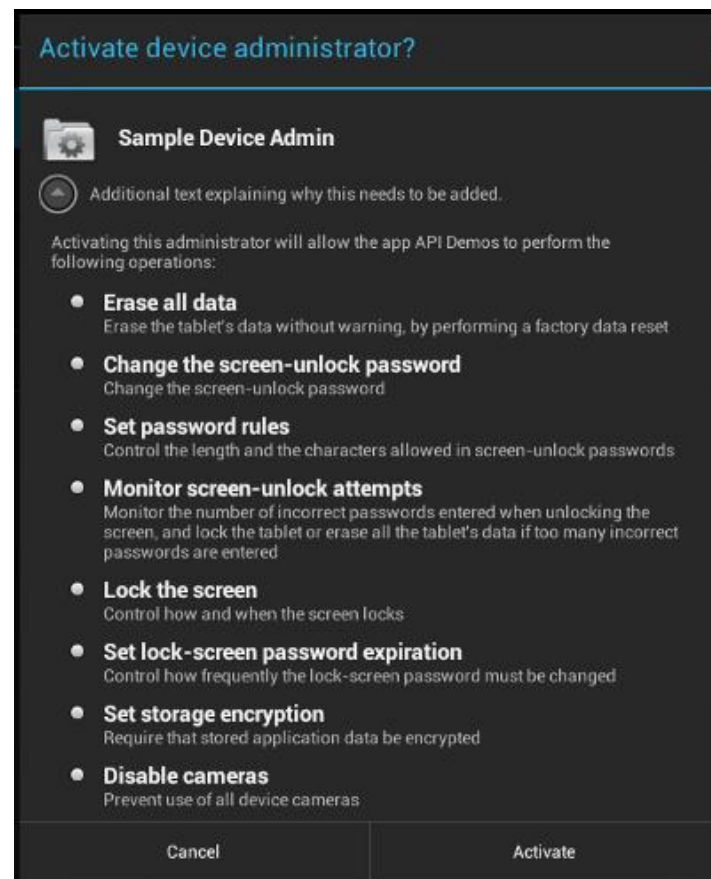 Activate device administrator?
Sample Device Admin
Additional text explaining why this needs to be added.
Activating this administrator will allow the app API Demos to perform the
following operations:
Erase all data
Erase the tablet's data without warning, by performing a factory data reset
Change the screen-unlock password
Change the screen-unlock password
Set password rules
Control the length and the characters allowed in screen-unlock passwords
Monitor screen-unlock attempts
Monitor the number of incorrect passwords entered when unlocking the
screen, and lock the tablet or erase all the tablet's data if too many incorrect
passwords are entered
Lock the screen
Control how and when the screen locks
Set lock-screen password expiration
Control how frequently the lock-screen password must be changed
Set storage encryption
Require that stored application data be encrypted
Disable cameras
Prevent use of all device cameras
Cancel
Activate